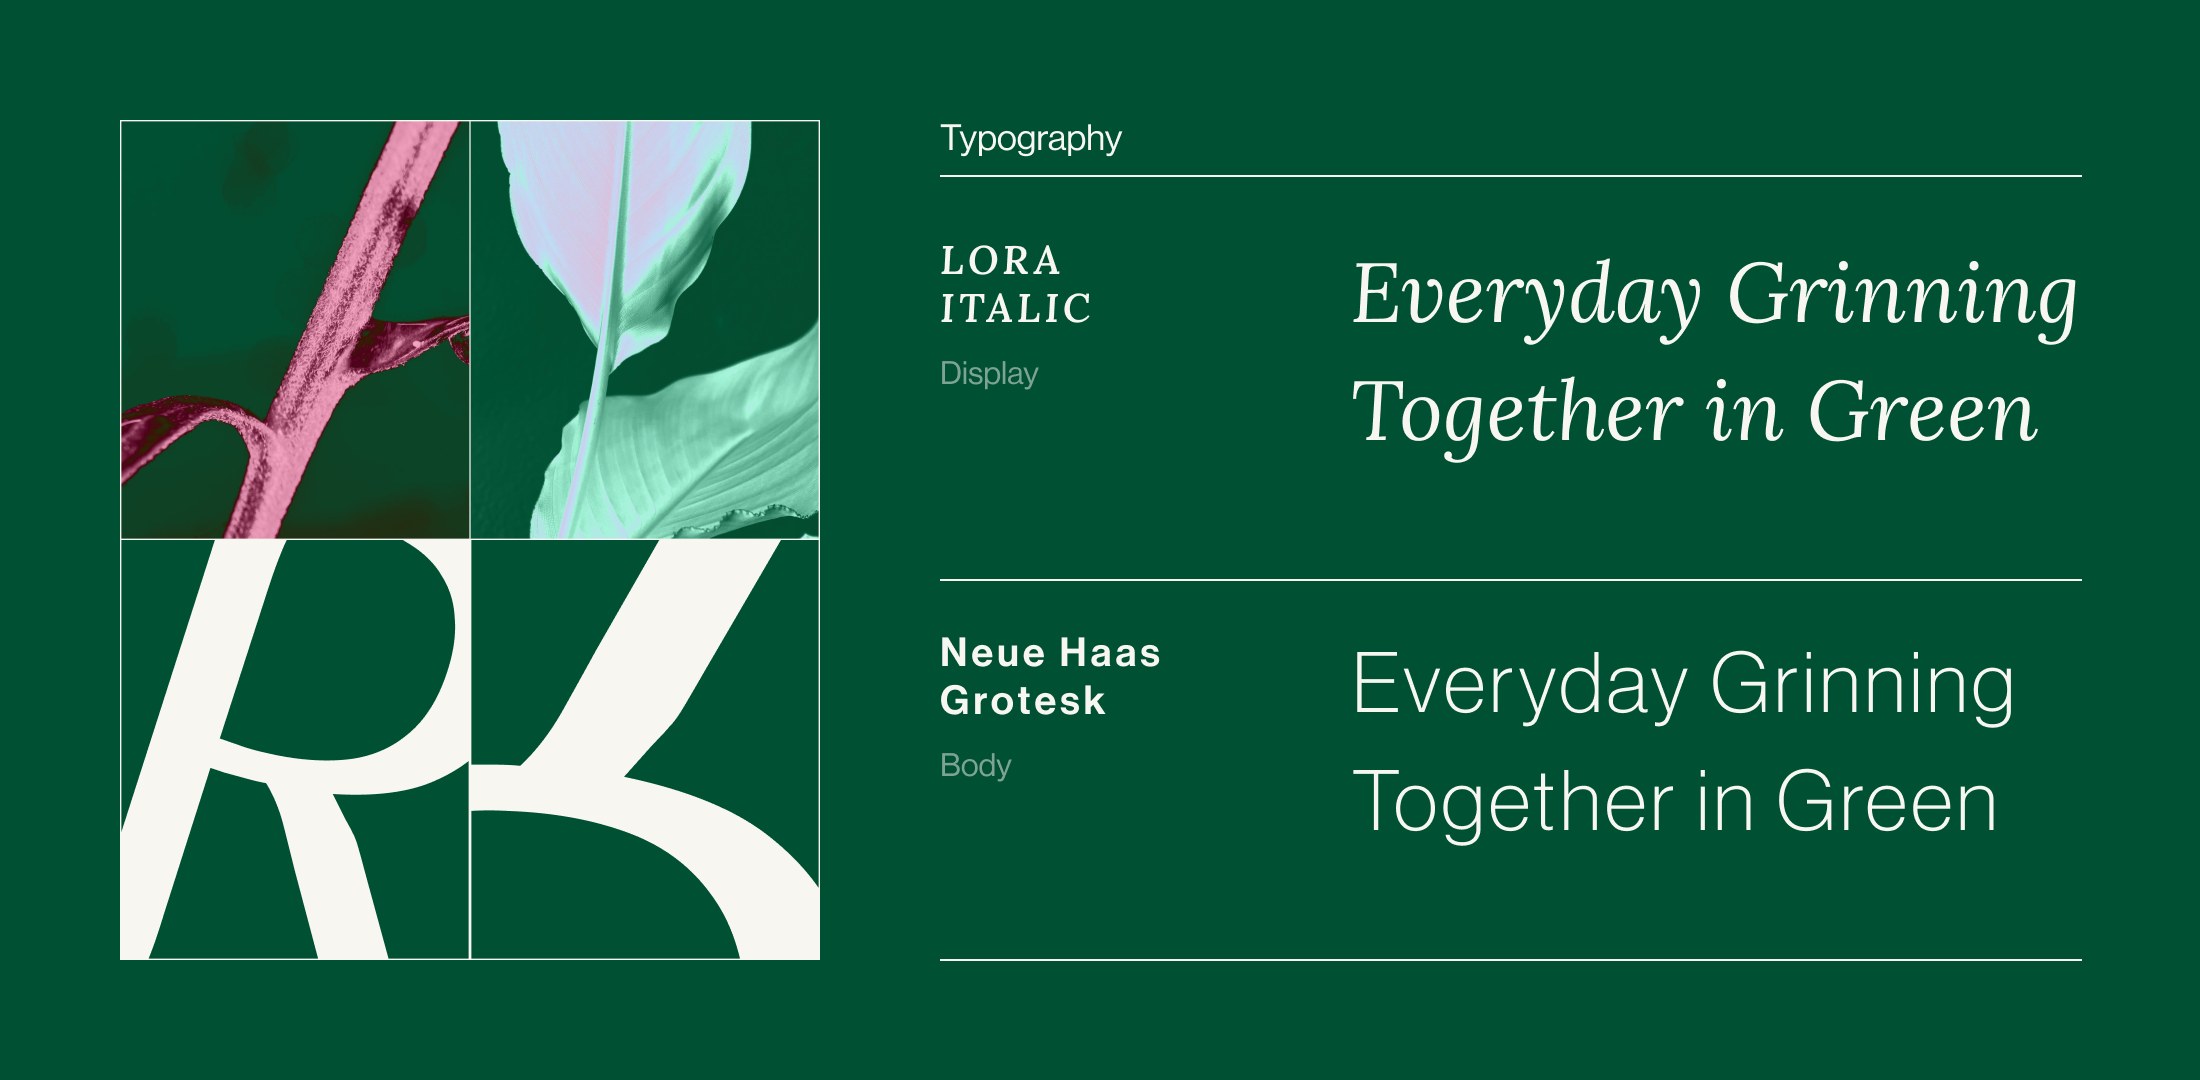 Typography
LORA
ITALIC
Display
Everyday Grinning
Together in Green
Neue Haas
Grotesk
Body
Everyday Grinning
Together in Green